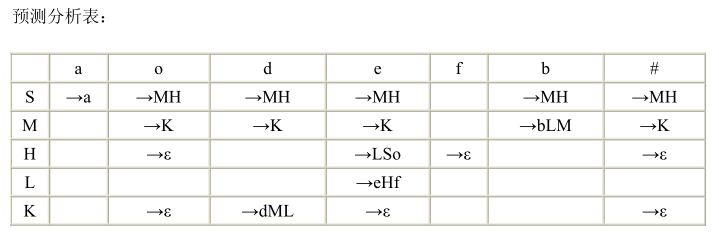 预测分析表：
a o d e f b #
S →a →MH →MH →MH →MH →MH
M →K →K →K →bLM →K
H →ε →LSo →ε →ε
L →eHf
K →ε →dML →ε →ε